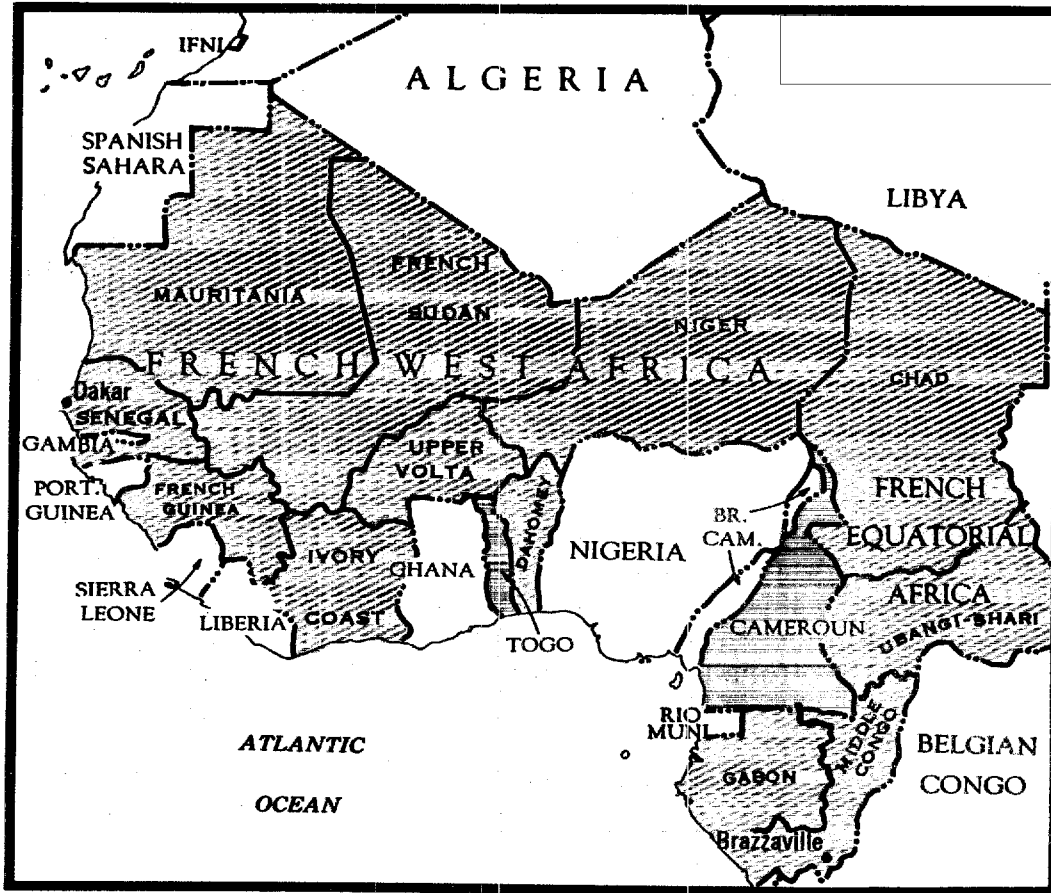 IFNI
ALGERIA
SPANISH
SAHARA
LIBYA
FRENCH
SUDAN
MAURITANIA
NIGER
FRENCH WEST AFRICA
CHAD
Dakar
SENEGAL
GAMBIA
UPPER
VOLTA
PORT.
GUINEA
FRENCH
GUINEA
FRENCH
EQUATORIAL
AFRICA
UBANGI-SHARI
DAHOMEY
BR.
CAM.
NIGERIA
IVORY
COAST
GHANA
SIERRA
LEONE
LIBERIA
TOGO
CAMEROUN
RIO
MUNI
MIDDLE
CONGO
BELGIAN
CONGO
GABON
Brazzaville
ATLANTIC
OCEAN